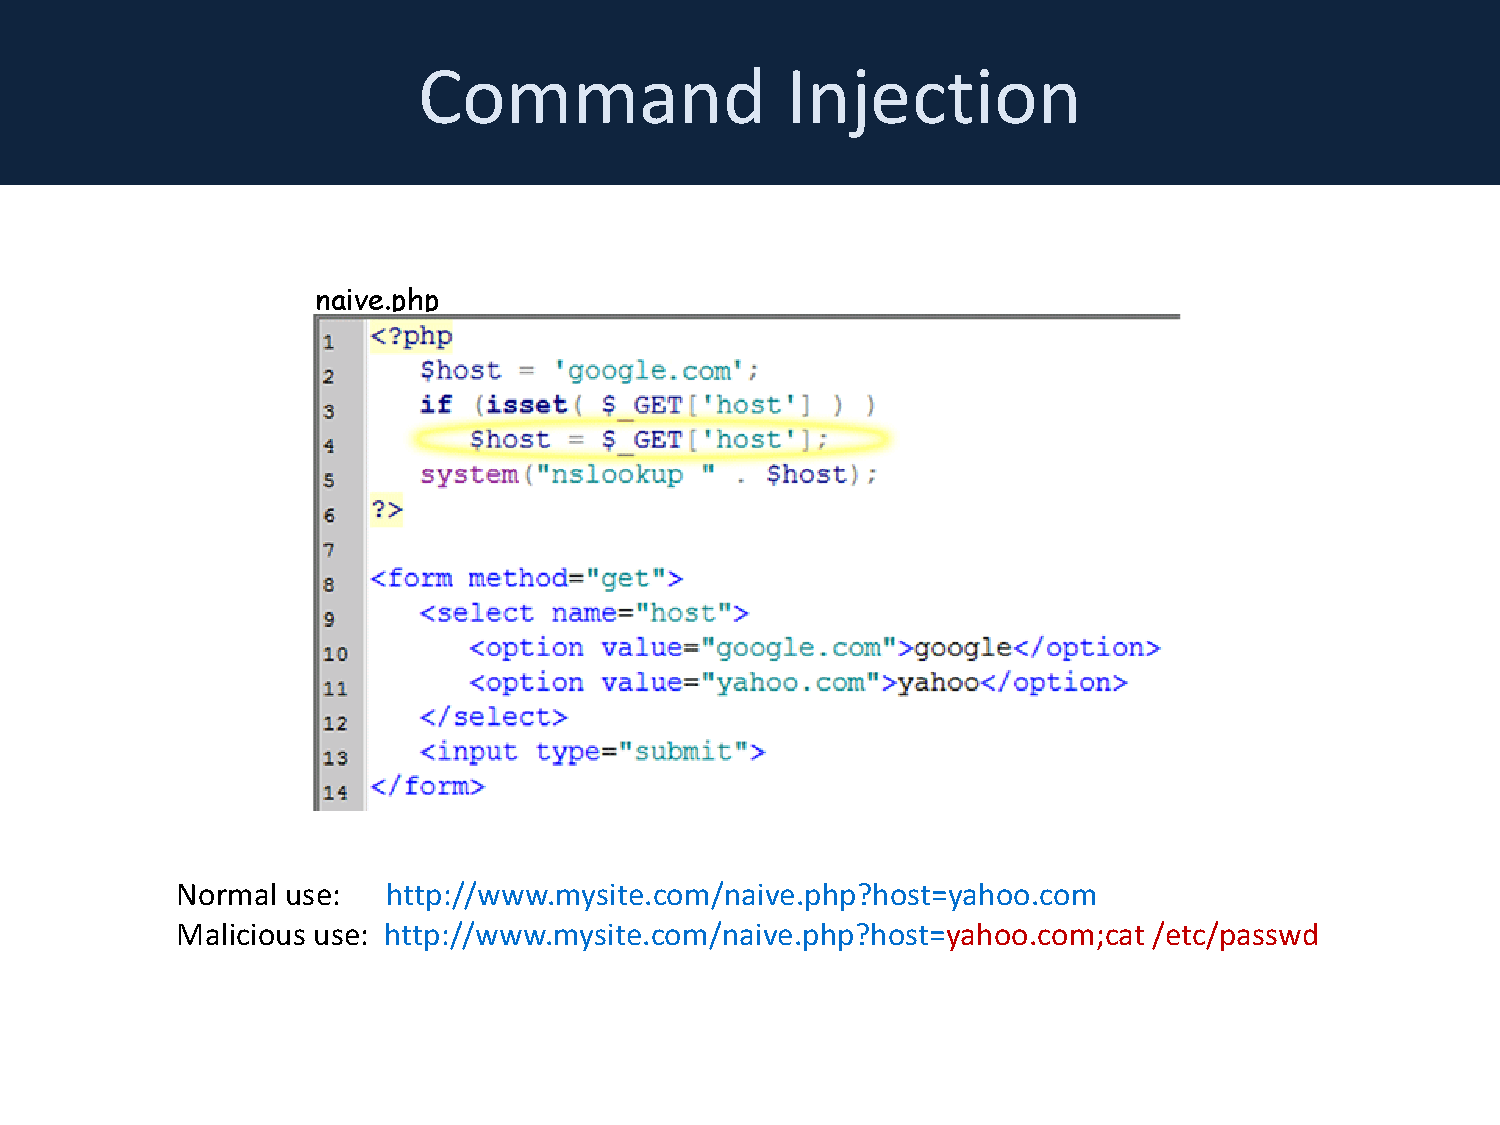 Command Injection
naive.php
1 <?php
2 $host = 'google.com';
3 if (isset( $_GET['host'] ) )
4 $host = $_GET['host'];
5 system("nslookup " . $host);
6 ?>
7
8 <form method="get">
9 <select name="host">
10 <option value="google.com">google</option>
11 <option value="yahoo.com">yahoo</option>
12 </select>
13 <input type="submit">
14 </form>
Normal use: http://www.mysite.com/naive.php?host=yahoo.com
Malicious use: http://www.mysite.com/naive.php?host=yahoo.com;cat /etc/passwd